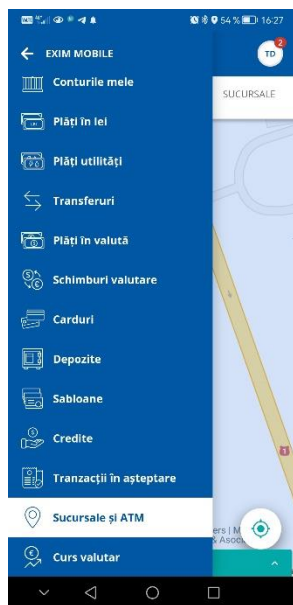 54 % 16:27
EXIM MOBILE
TD
2
Conturile mele
SUCURSALE
Plăți în lei
Plăți utilități
Transferuri
Plăți în valută
Schimburi valutare
Carduri
Depozite
Sabloane
Credite
Tranzacții în așteptare
Sucursale și ATM
Curs valutar